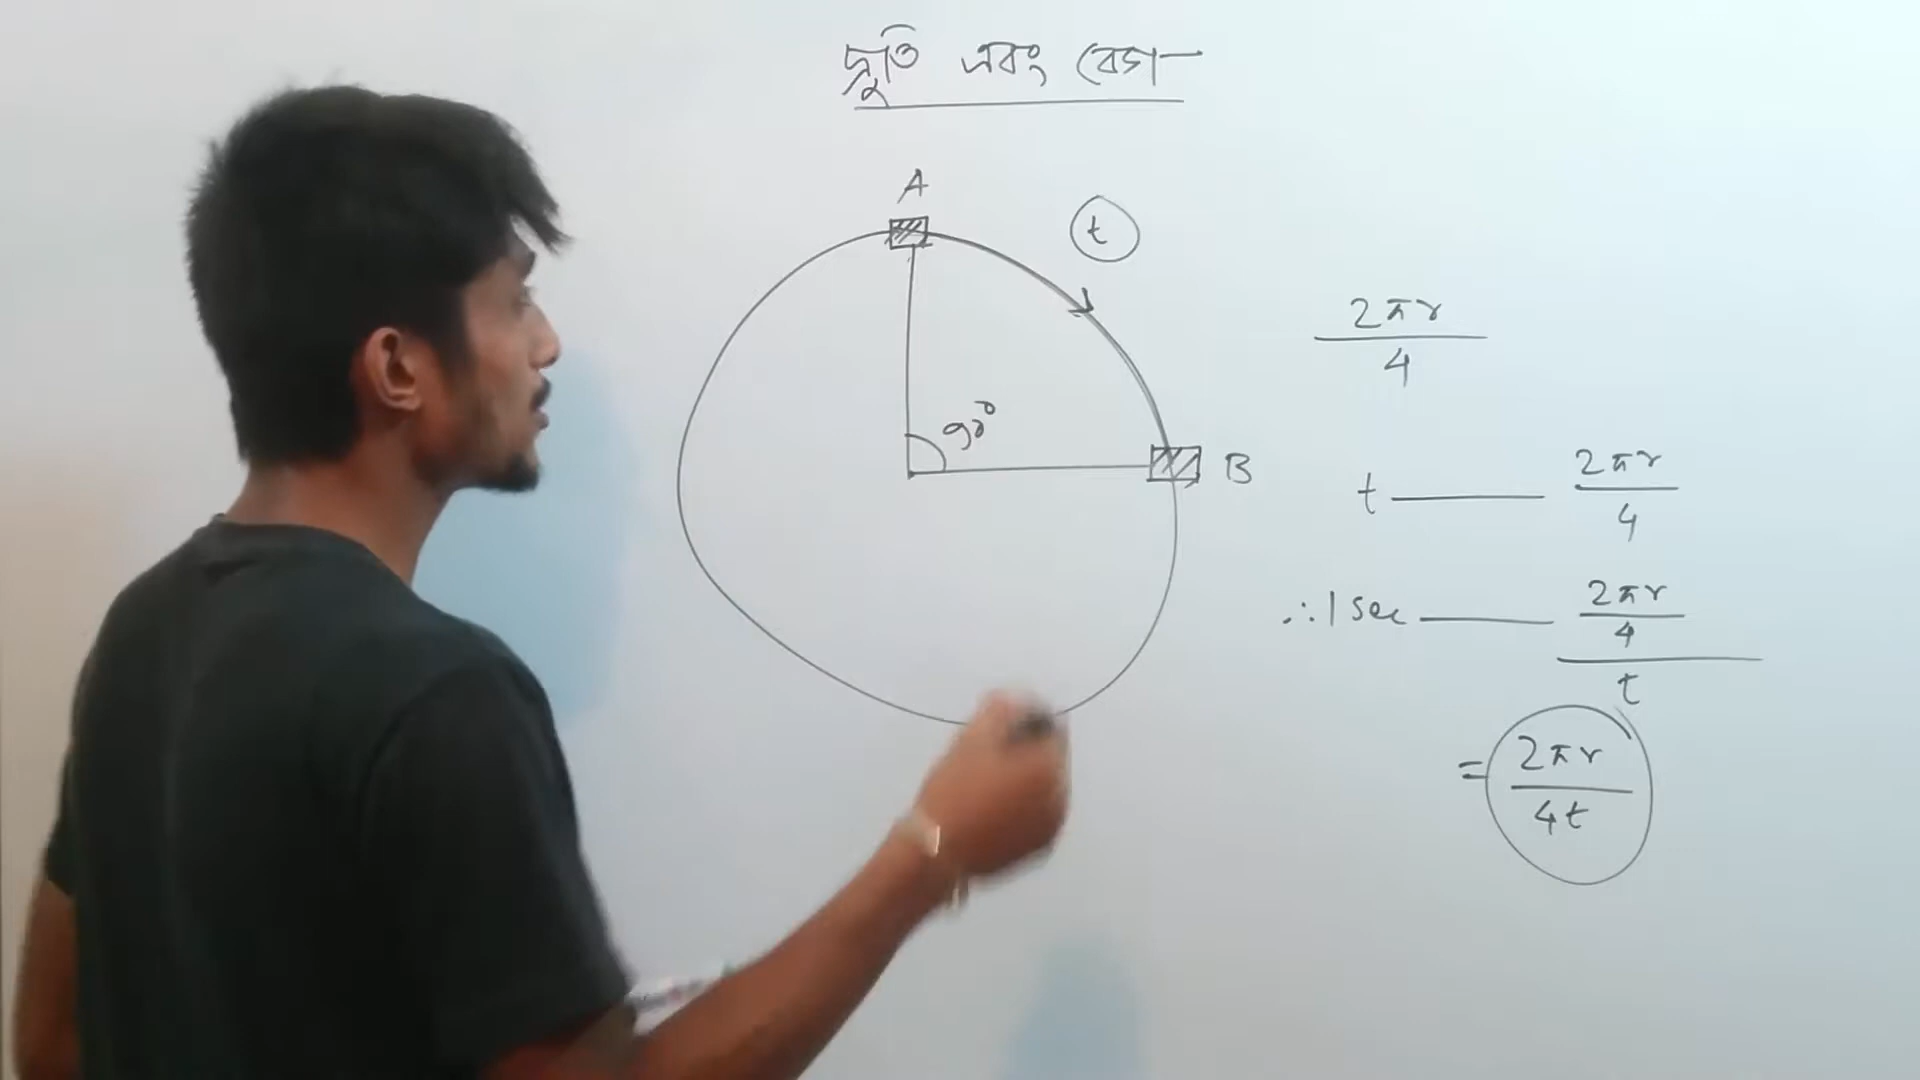 দ্রুতি এবং বেগ
A
t
90°
B
2πr
4
t —— 2πr
4
∴ 1 sec —— 2πr
4
t
= 2πr
4t